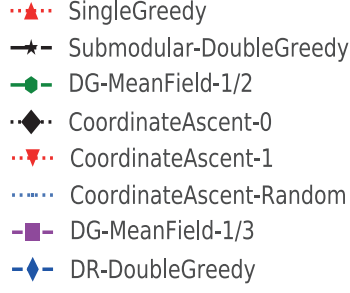 SingleGreedy
Submodular-DoubleGreedy
DG-MeanField-1/2
CoordinateAscent-0
CoordinateAscent-1
CoordinateAscent-Random
DG-MeanField-1/3
DR-DoubleGreedy